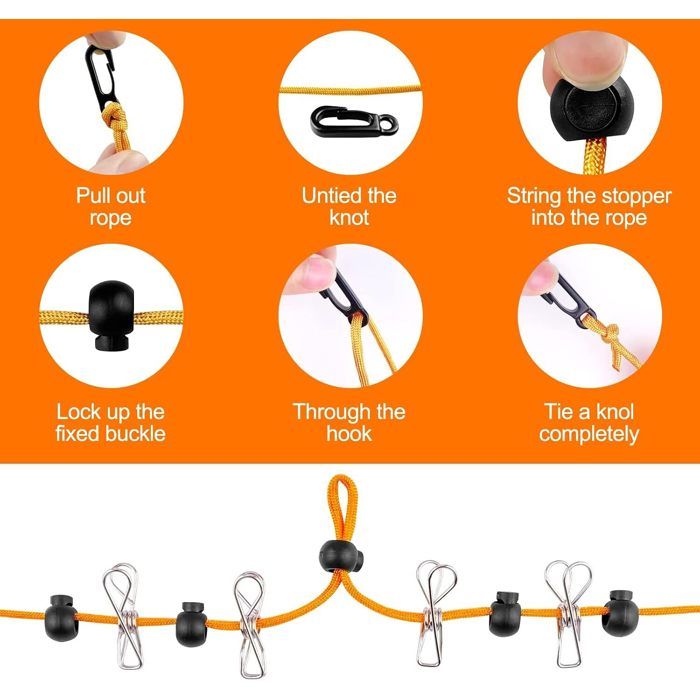 Pull out
rope
Untied the
knot
String the stopper
into the rope
Lock up the
fixed buckle
Through the
hook
Tie a knol
completely